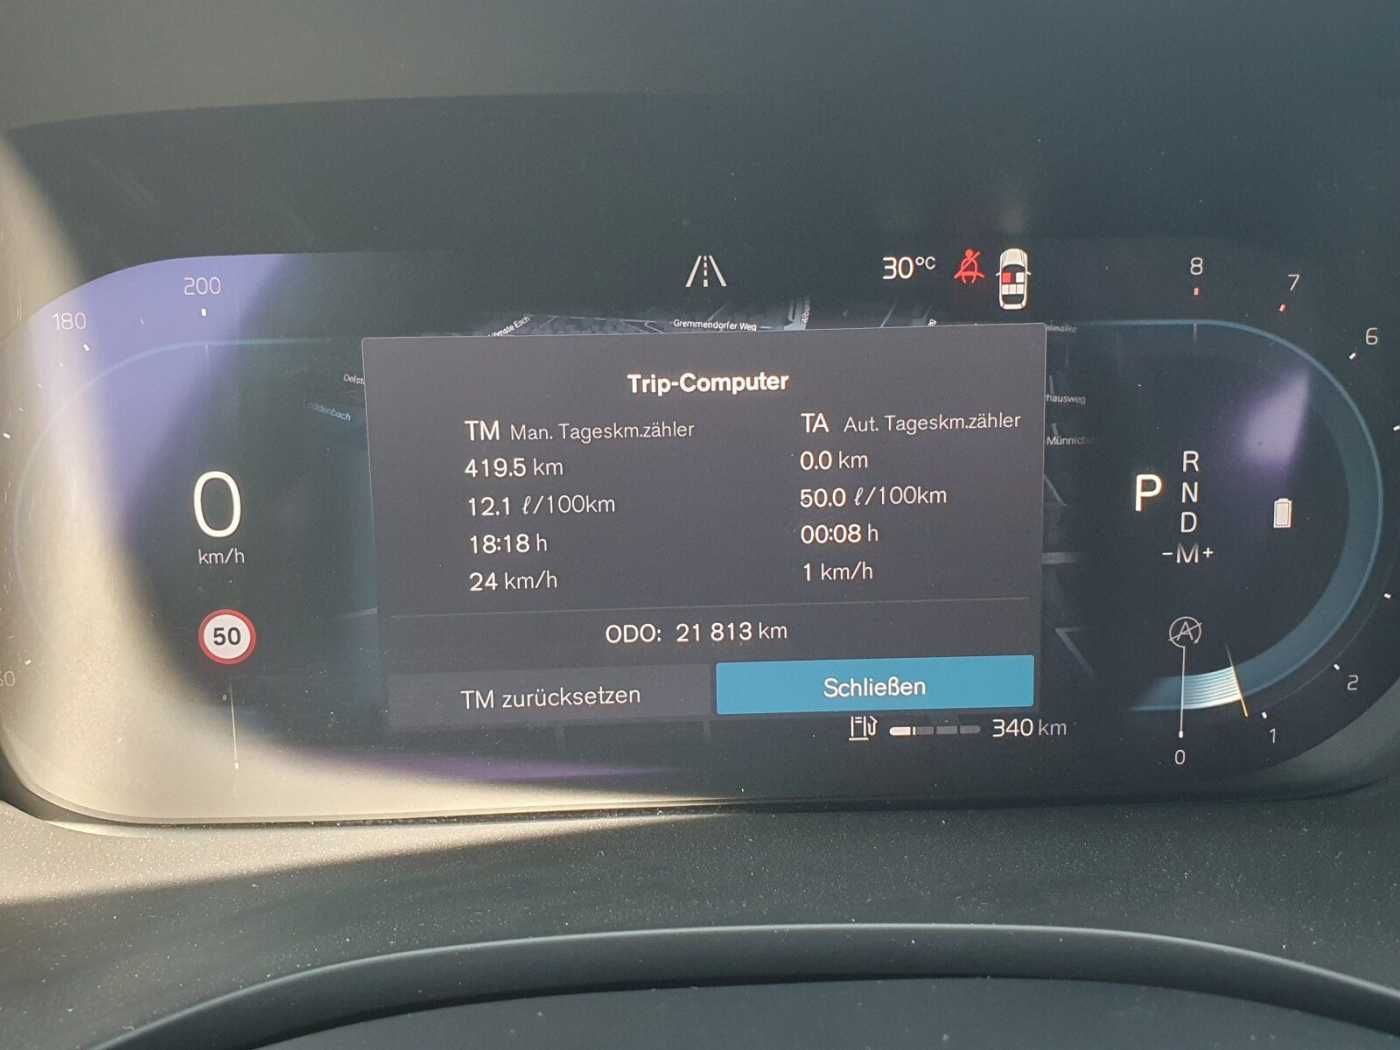 200
180
30°C
8
7
6
Gremmendorfer Weg
Trip-Computer
TM Man. Tageskm.zähler
419.5 km
12.1 ℓ/100km
18:18 h
24 km/h
TA Aut. Tageskm.zähler
0.0 km
50.0 ℓ/100km
00:08 h
1 km/h
ODO: 21 813 km
TM zurücksetzen
Schließen
0
km/h
50
P
R
N
D
-M+
A
340 km
2
1
0